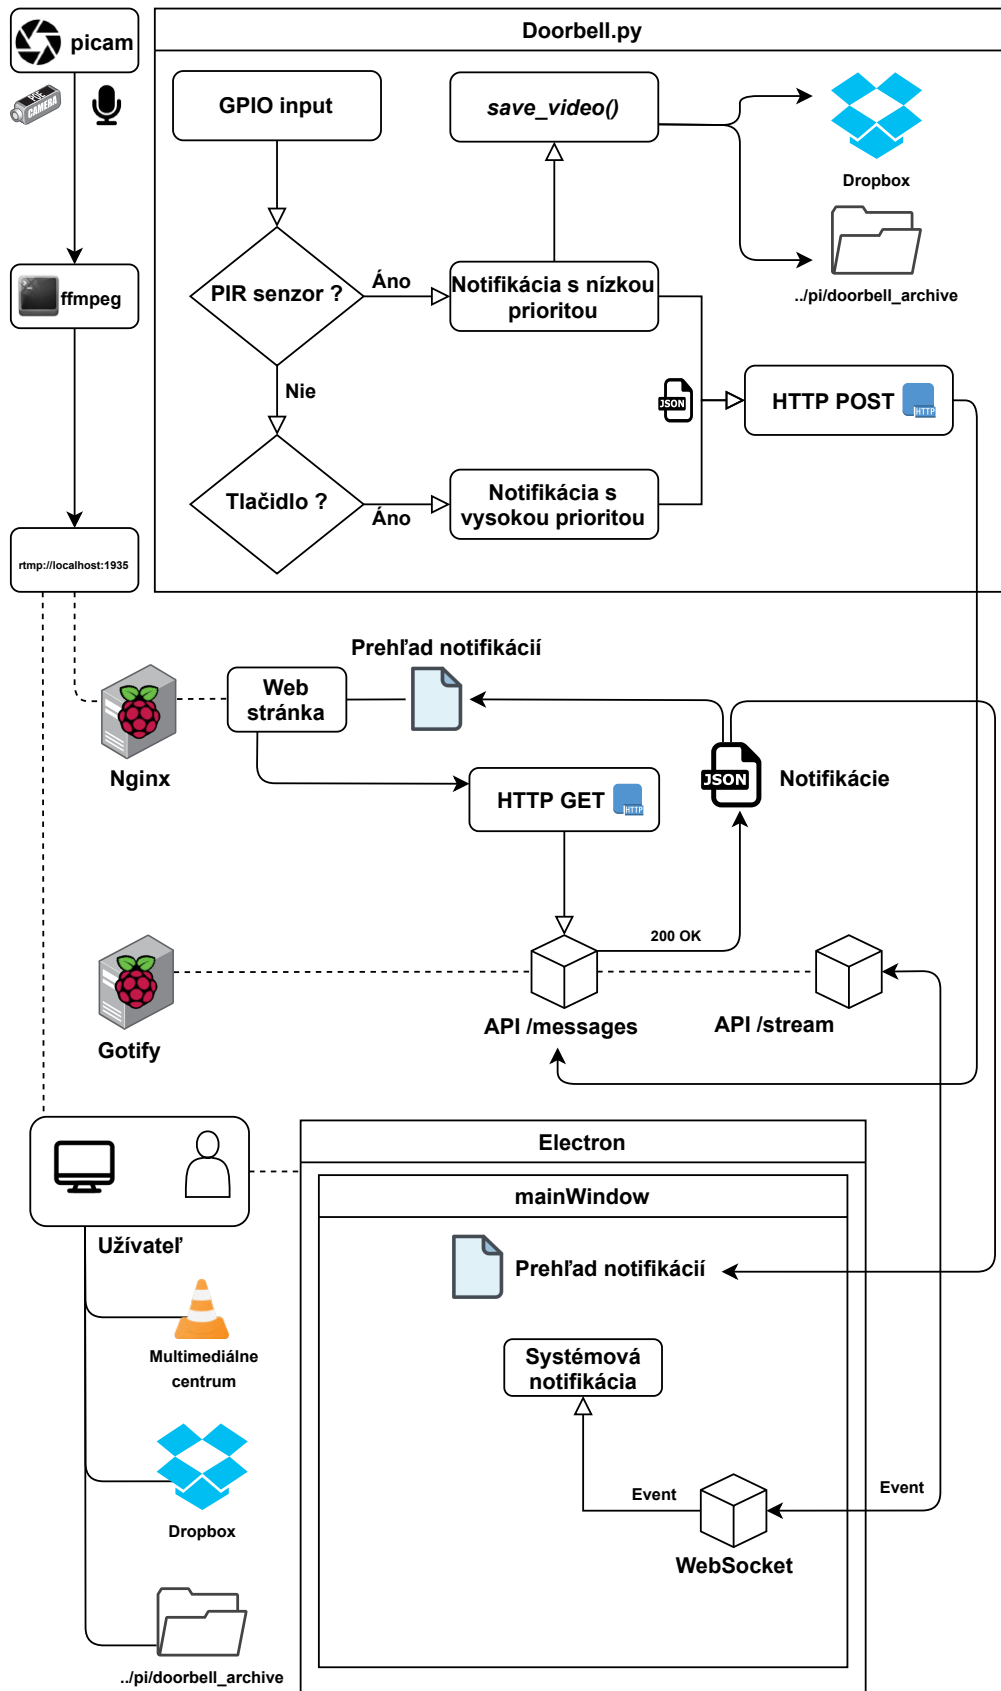 picam
Doorbell.py
GPIO input
save_video()
POE
CAMERA
Dropbox
PIR senzor ?
Áno
Notifikácia s nízkou
prioritou
../pi/doorbell_archive
ffmpeg
Nie
JSON
HTTP POST
HTTP
Tlačidlo ?
Áno
Notifikácia s
vysokou prioritou
rtmp://localhost:1935
Prehľad notifikácií
Web
stránka
Nginx
HTTP GET
HTTP
JSON
Notifikácie
200 OK
Gotify
API /messages
API /stream
Electron
mainWindow
Užívateľ
Prehľad notifikácií
Multimediálne
centrum
Systémová
notifikácia
Dropbox
Event
Event
WebSocket
../pi/doorbell_archive